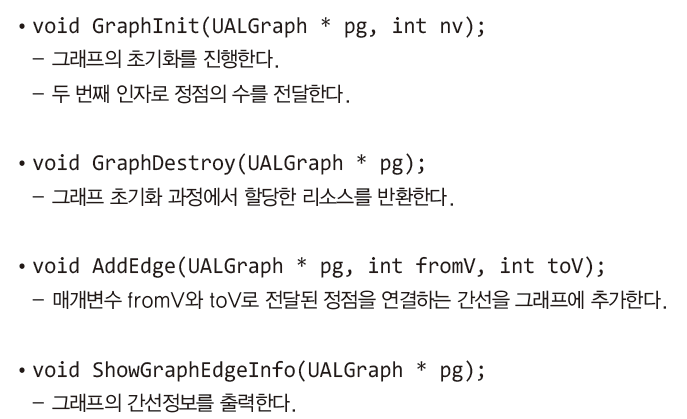 • void GraphInit(UALGraph * pg, int nv);
– 그래프의 초기화를 진행한다.
– 두 번째 인자로 정점의 수를 전달한다.
• void GraphDestroy(UALGraph * pg);
– 그래프 초기화 과정에서 할당한 리소스를 반환한다.
• void AddEdge(UALGraph * pg, int fromV, int toV);
– 매개변수 fromV와 toV로 전달된 정점을 연결하는 간선을 그래프에 추가한다.
• void ShowGraphEdgeInfo(UALGraph * pg);
– 그래프의 간선정보를 출력한다.